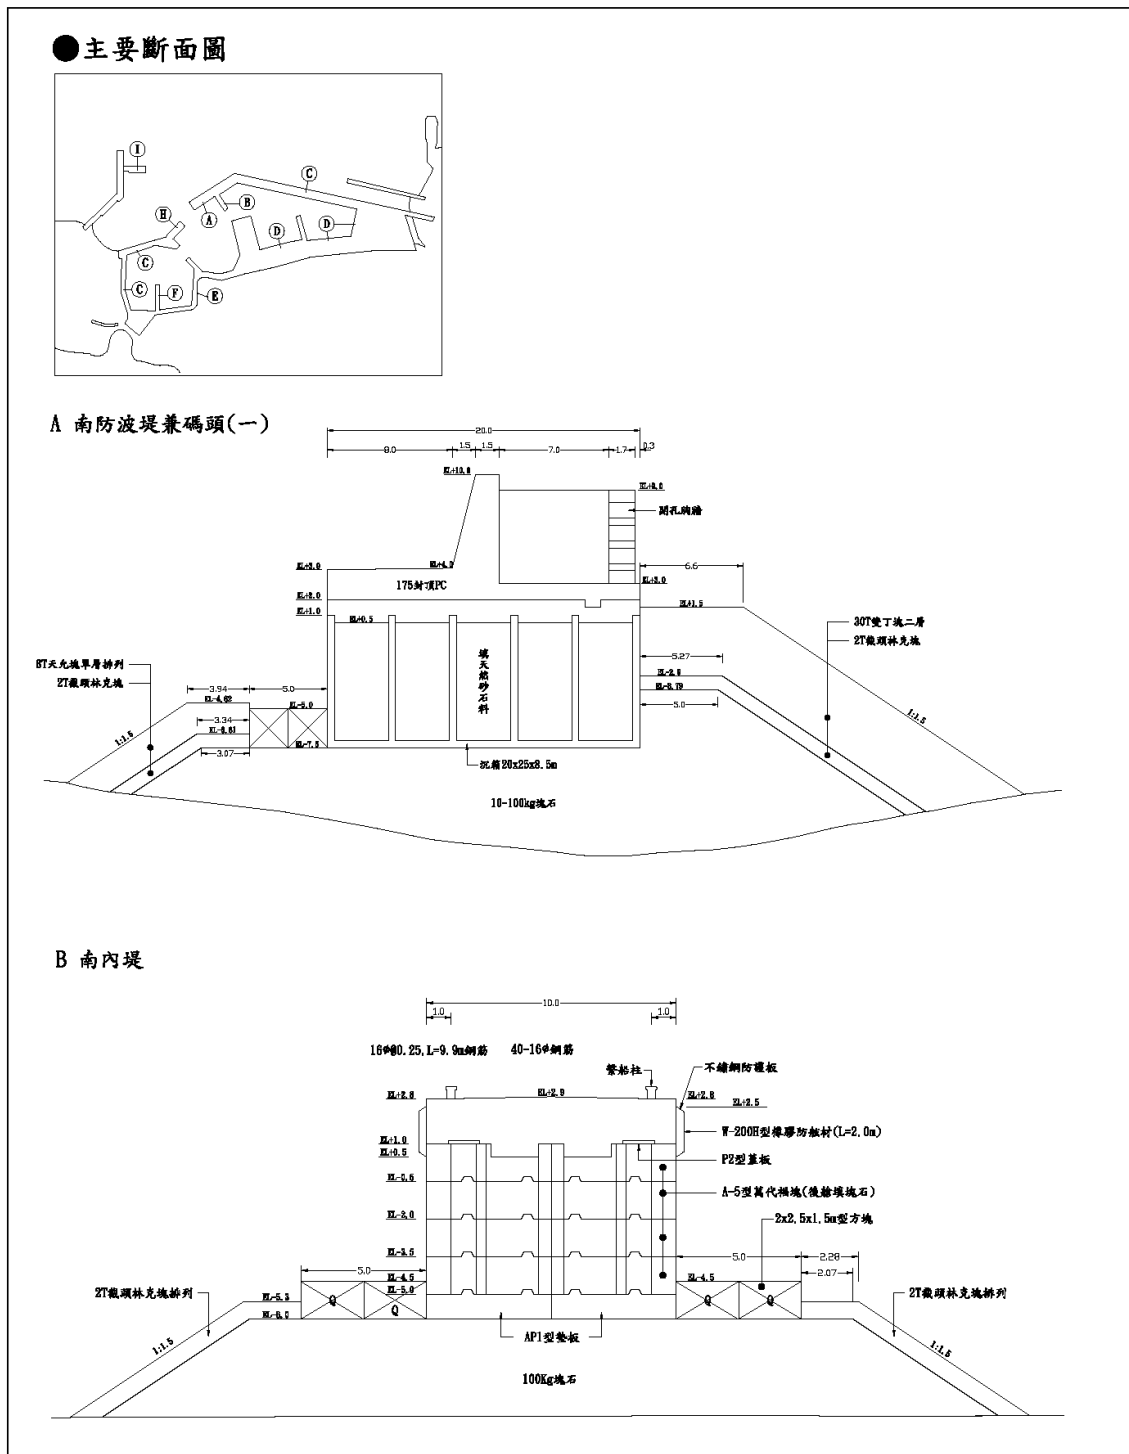 ●主要斷面圖
I
C
B
A
H
D
D
C
C
F
E
A 南防波堤兼碼頭(一)
20.0
8.0
1.5
1.5
7.0
1.7
0.3
開孔胸牆
EL+3.0
EL+3.0
6.6
175封頂PC
EL+2.0
EL+1.0
EL+0.5
EL+1.5
30T雙丁塊二層
2T截頭林克塊
填天然砂石料
5.27
8T天允塊單層排列
2T截頭林克塊
3.94
5.0
EL-4.62
EL-5.0
5.0
3.34
1:1.5
1:1.5
3.07
EL-7.5
沉箱20x25x8.5m
10-100kg塊石
B 南內堤
10.0
1.0
1.0
40-16φ鋼筋
繫船柱
不鏽鋼防護板
EL+2.8
EL+2.9
EL+2.8
EL+2.5
W-200H型橡膠防舷材(L=2.0m)
EL+1.0
EL+0.5
P2型蓋板
EL-0.5
A-5型萬代福塊(後艙填塊石)
EL-2.0
2x2.5x1.5m型方塊
EL-3.5
5.0
5.0
2.28
2.07
EL-4.5
EL-4.5
EL-5.0
2T截頭林克塊排列
EL-5.3
Q
Q
Q
Q
2T截頭林克塊排列
EL-6.0
1:1.5
1:1.5
AP1型墊板
100Kg塊石